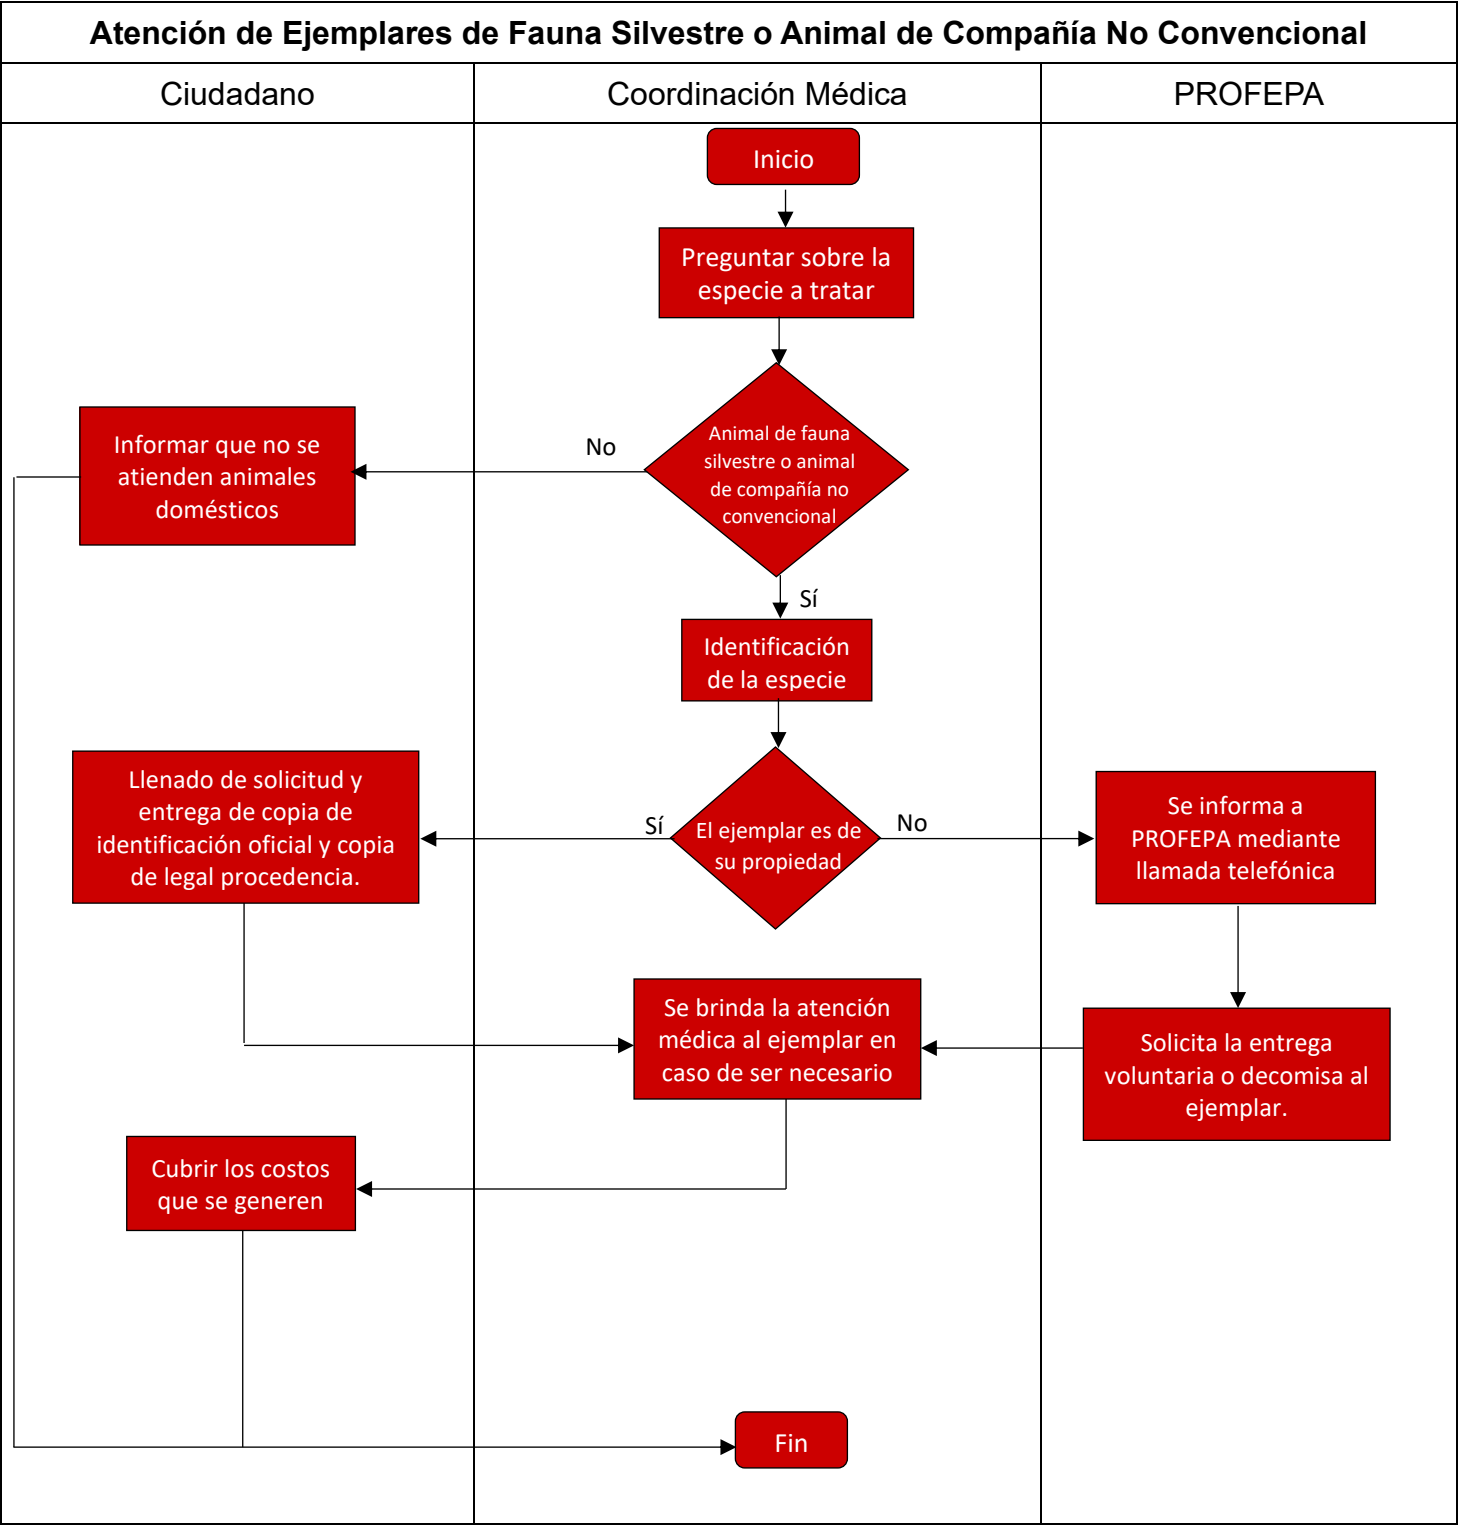 Atención de Ejemplares de Fauna Silvestre o Animal de Compañía No Convencional
Ciudadano
Coordinación Médica
PROFEPA
Inicio
Preguntar sobre la
especie a tratar
Animal de fauna
silvestre o animal
de compañía no
convencional
No
Informar que no se
atienden animales
domésticos
Sí
Identificación
de la especie
El ejemplar es de
su propiedad
Sí
No
Llenado de solicitud y
entrega de copia de
identificación oficial y copia
de legal procedencia.
Se informa a
PROFEPA mediante
llamada telefónica
Solicita la entrega
voluntaria o decomisa al
ejemplar.
Se brinda la atención
médica al ejemplar en
caso de ser necesario
Cubrir los costos
que se generen
Fin